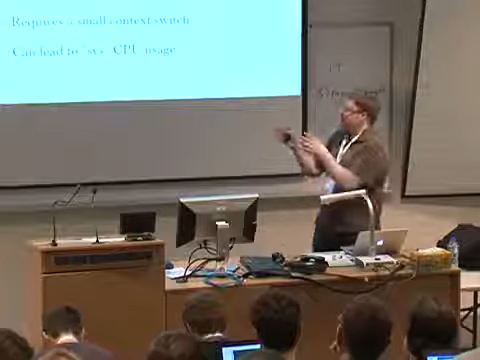 Requires a small context switch
Can lead to "sys" CPU usage